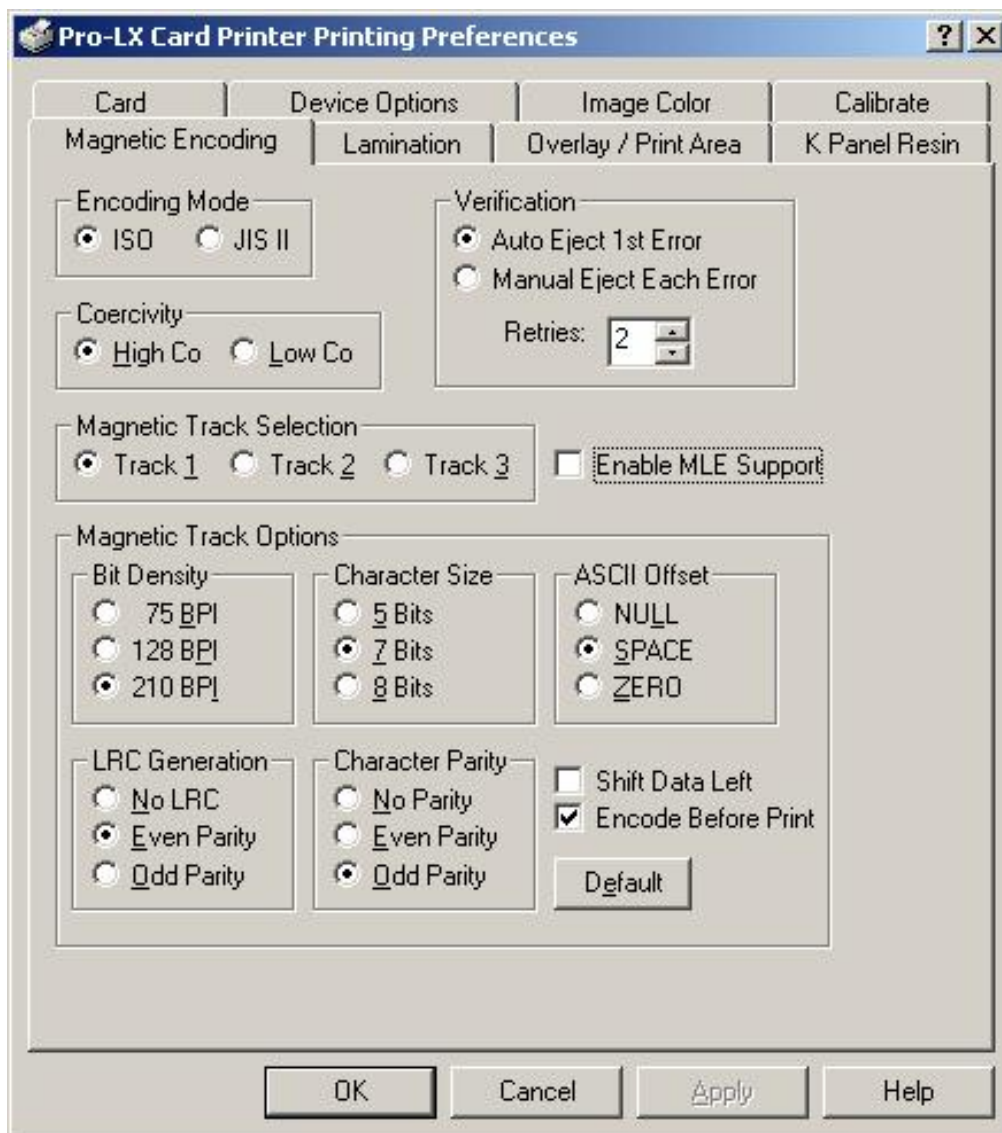 Pro-LX Card Printer Printing Preferences
Card Device Options Image Color Calibrate
Magnetic Encoding Lamination Overlay / Print Area K Panel Resin
Encoding Mode
ISO JIS II
Verification
Auto Eject 1st Error
Manual Eject Each Error
Retries: 2
Coercivity
High Co Low Co
Magnetic Track Selection
Track 1 Track 2 Track 3
Enable MLE Support
Magnetic Track Options
Bit Density
75 BPI
128 BPI
210 BPI
Character Size
5 Bits
7 Bits
8 Bits
ASCII Offset
NULL
SPACE
ZERO
LRC Generation
No LRC
Even Parity
Odd Parity
Character Parity
No Parity
Even Parity
Odd Parity
Shift Data Left
Encode Before Print
Default
OK Cancel Apply Help